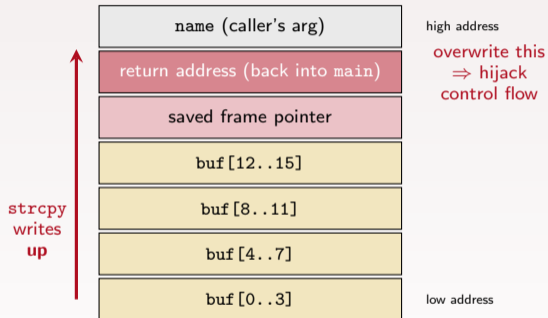 name (caller's arg)
high address
return address (back into main)
overwrite this
⇒ hijack
control flow
saved frame pointer
buf[12..15]
buf[8..11]
strcpy
writes
up
buf[4..7]
buf[0..3]
low address